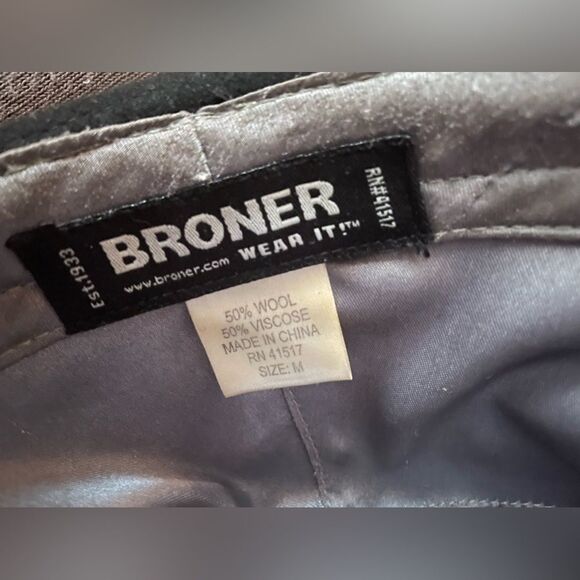 Est.1933
BRONER
www.broner.com WEAR IT!™
RN#41517
50% WOOL
50% VISCOSE
MADE IN CHINA
RN 41517
SIZE: M